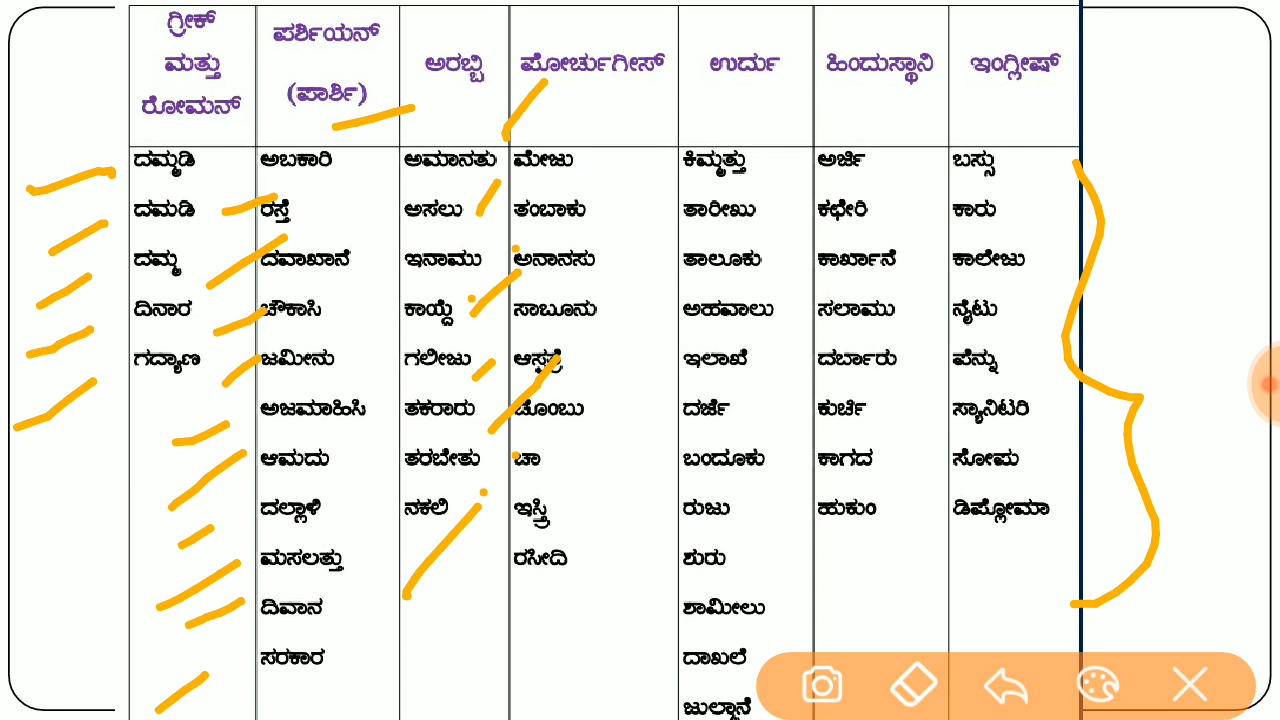 ಗ್ರೀಕ್ ಮತ್ತು ರೋಮನ್ ಪರ್ಶಿಯನ್ (ಪಾರ್ಶಿ) ಅರಬ್ಬಿ ಪೋರ್ಚುಗೀಸ್ ಉರ್ದು ಹಿಂದುಸ್ಥಾನಿ ಇಂಗ್ಲೀಷ್
ದಮ್ಮಡಿ ಅಬಕಾರಿ ಅಮಾನತು ಮೇಜು ಕಿಮ್ಮತ್ತು ಅರ್ಜಿ ಬಸ್ಸು
ದಮಡಿ ರಸ್ತೆ ಅಸಲು ತಂಬಾಕು ತಾರೀಖು ಕಛೇರಿ ಕಾರು
ದಮ್ಮ ದವಾಖಾನೆ ಇನಾಮು ಅನಾನಸು ತಾಲೂಕು ಕಾರ್ಖಾನೆ ಕಾಲೇಜು
ದಿನಾರ ಚೌಕಾಸಿ ಕಾಯ್ದೆ ಸಾಬೂನು ಅಹವಾಲು ಸಲಾಮು ನೈಟು
ಗದ್ಯಾಣ ಜಮೀನು ಗಲೀಜು ಇಲಾಖೆ ದರ್ಬಾರು ಪೆನ್ನು
ಅಜಮಾಹಿಸಿ ತಕರಾರು ಚೊಂಬು ದರ್ಜೆ ಕುರ್ಚಿ ಸ್ಯಾನಿಟರಿ
ಆಮದು ತರಬೇತು ಚಾ ಬಂದೂಕು ಕಾಗದ ಸೋಪು
ದಲ್ಲಾಳಿ ನಕಲಿ ಇಸ್ತ್ರಿ ರುಜು ಹುಕುಂ ಡಿಪ್ಲೋಮಾ
ಮಸಲತ್ತು ರಸೀದಿ ಶುರು
ದಿವಾನ ಶಾಮೀಲು
ಸರಕಾರ ದಾಖಲೆ
ಜುಲ್ಮಾನೆ